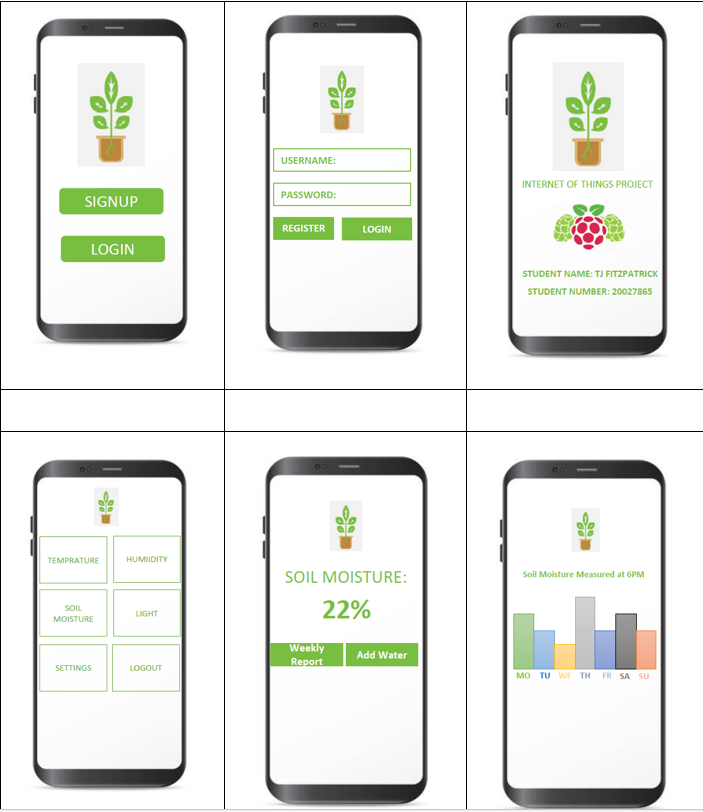 SIGNUP
LOGIN
USERNAME:
PASSWORD:
REGISTER
LOGIN
INTERNET OF THINGS PROJECT
STUDENT NAME: TJ FITZPATRICK
STUDENT NUMBER: 20027865
TEMPRATURE
HUMIIDITY
SOIL
MOISTURE
LIGHT
SETTINGS
LOGOUT
SOIL MOISTURE:
22%
Weekly
Report
Add Water
Soil Moisture Measured at 6PM
MO TU WE TH FR SA SU